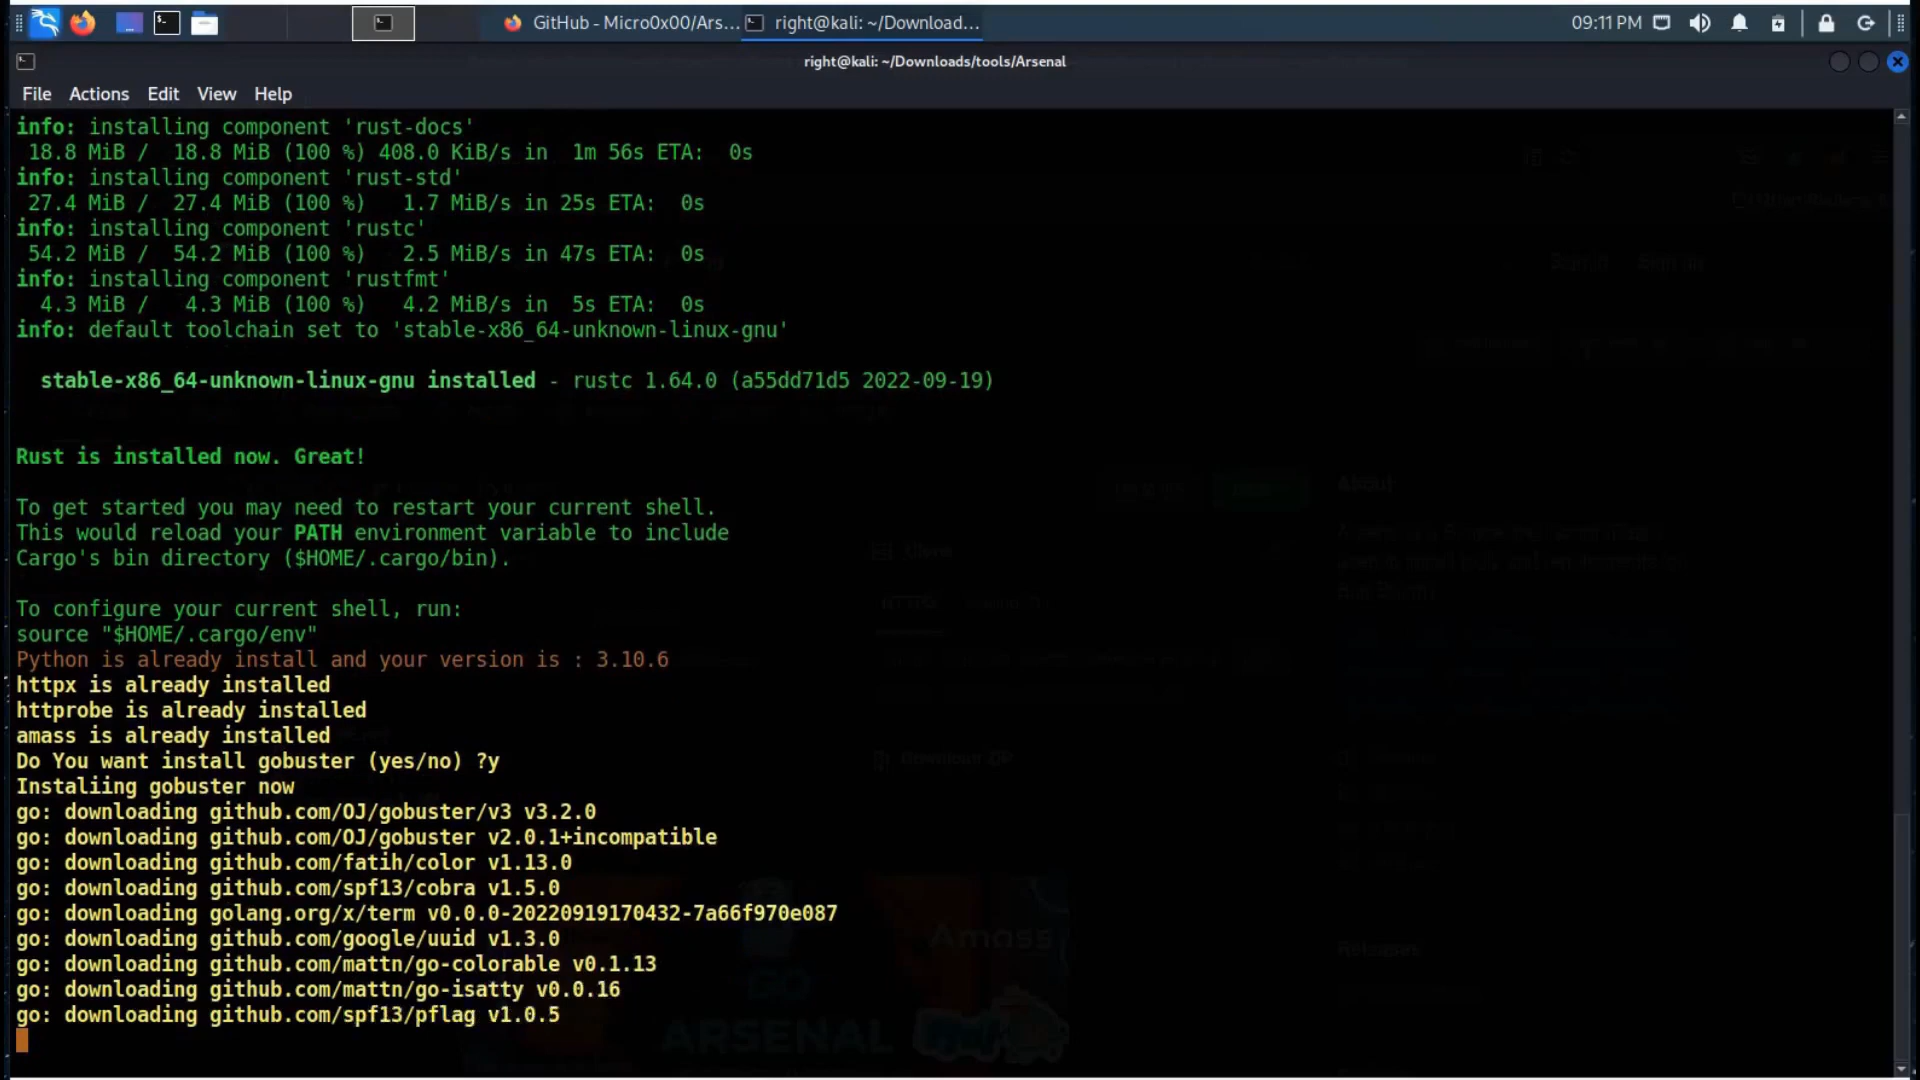 GitHub - Micro0x00/Ars...
right@kali: ~/Download...
09:11 PM
right@kali: ~/Downloads/tools/Arsenal
File Actions Edit View Help
info: installing component 'rust-docs'
18.8 MiB / 18.8 MiB (100 %) 408.0 KiB/s in 1m 56s ETA: 0s
info: installing component 'rust-std'
27.4 MiB / 27.4 MiB (100 %) 1.7 MiB/s in 25s ETA: 0s
info: installing component 'rustc'
54.2 MiB / 54.2 MiB (100 %) 2.5 MiB/s in 47s ETA: 0s
info: installing component 'rustfmt'
4.3 MiB / 4.3 MiB (100 %) 4.2 MiB/s in 5s ETA: 0s
info: default toolchain set to 'stable-x86_64-unknown-linux-gnu'
stable-x86_64-unknown-linux-gnu installed - rustc 1.64.0 (a55dd71d5 2022-09-19)
Rust is installed now. Great!
To get started you may need to restart your current shell.
This would reload your PATH environment variable to include
Cargo's bin directory ($HOME/.cargo/bin).
To configure your current shell, run:
source "$HOME/.cargo/env"
Python is already install and your version is : 3.10.6
httpx is already installed
httprobe is already installed
amass is already installed
Do You want install gobuster (yes/no) ?y
Instaliing gobuster now
go: downloading github.com/OJ/gobuster/v3 v3.2.0
go: downloading github.com/OJ/gobuster v2.0.1+incompatible
go: downloading github.com/fatih/color v1.13.0
go: downloading github.com/spf13/cobra v1.5.0
go: downloading golang.org/x/term v0.0.0-20220919170432-7a66f970e087
go: downloading github.com/google/uuid v1.3.0
go: downloading github.com/mattn/go-colorable v0.1.13
go: downloading github.com/mattn/go-isatty v0.0.16
go: downloading github.com/spf13/pflag v1.0.5
About
Clone
Download ZIP
Releases
Amass
GO
ARSENAL